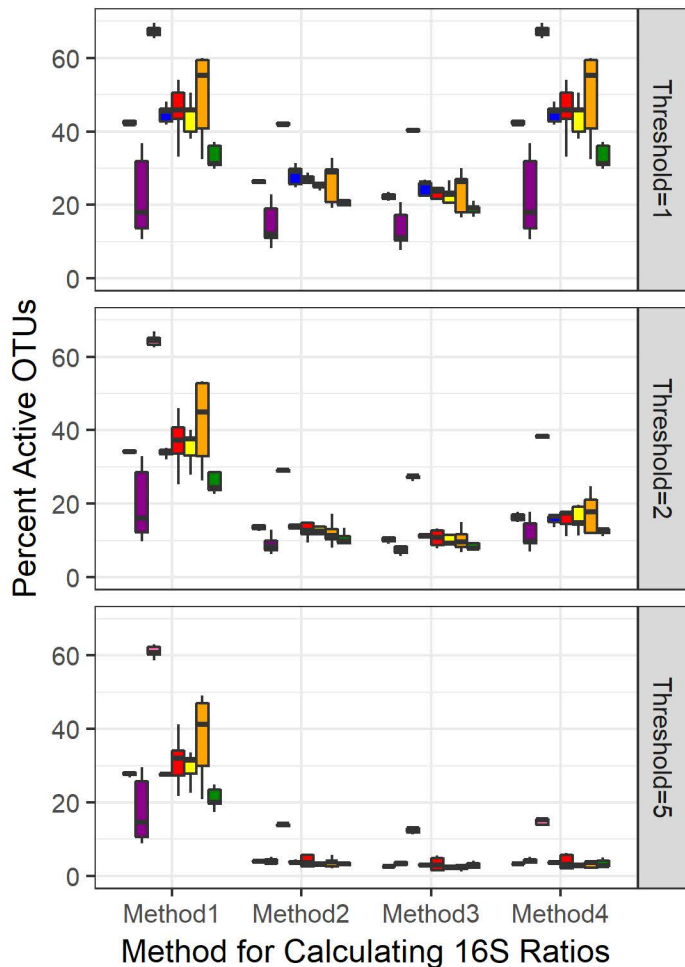 Percent Active OTUs
60
40
20
0
Threshold=1
60
40
20
0
Threshold=2
60
40
20
0
Threshold=5
Method1 Method2 Method3 Method4
Method for Calculating 16S Ratios